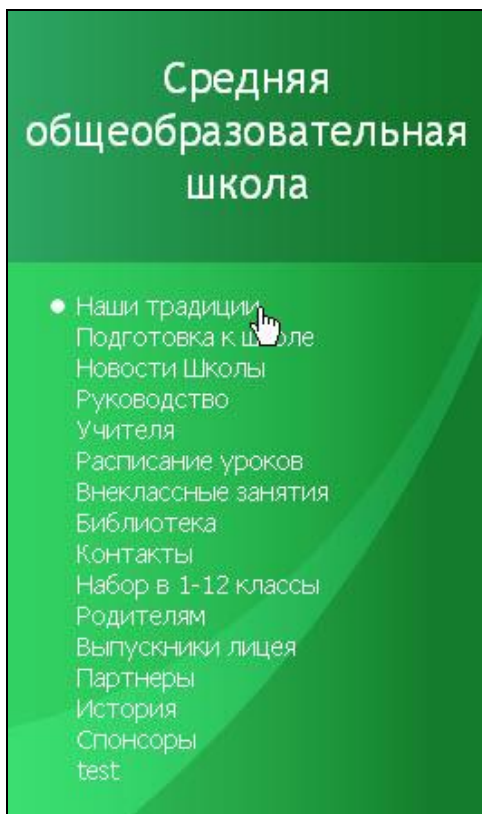 Средняя
общеобразовательная
школа
Наши традиции
Подготовка к школе
Новости Школы
Руководство
Учителя
Расписание уроков
Внеклассные занятия
Библиотека
Контакты
Набор в 1-12 классы
Родителям
Выпускники лицея
Партнеры
История
Спонсоры
test